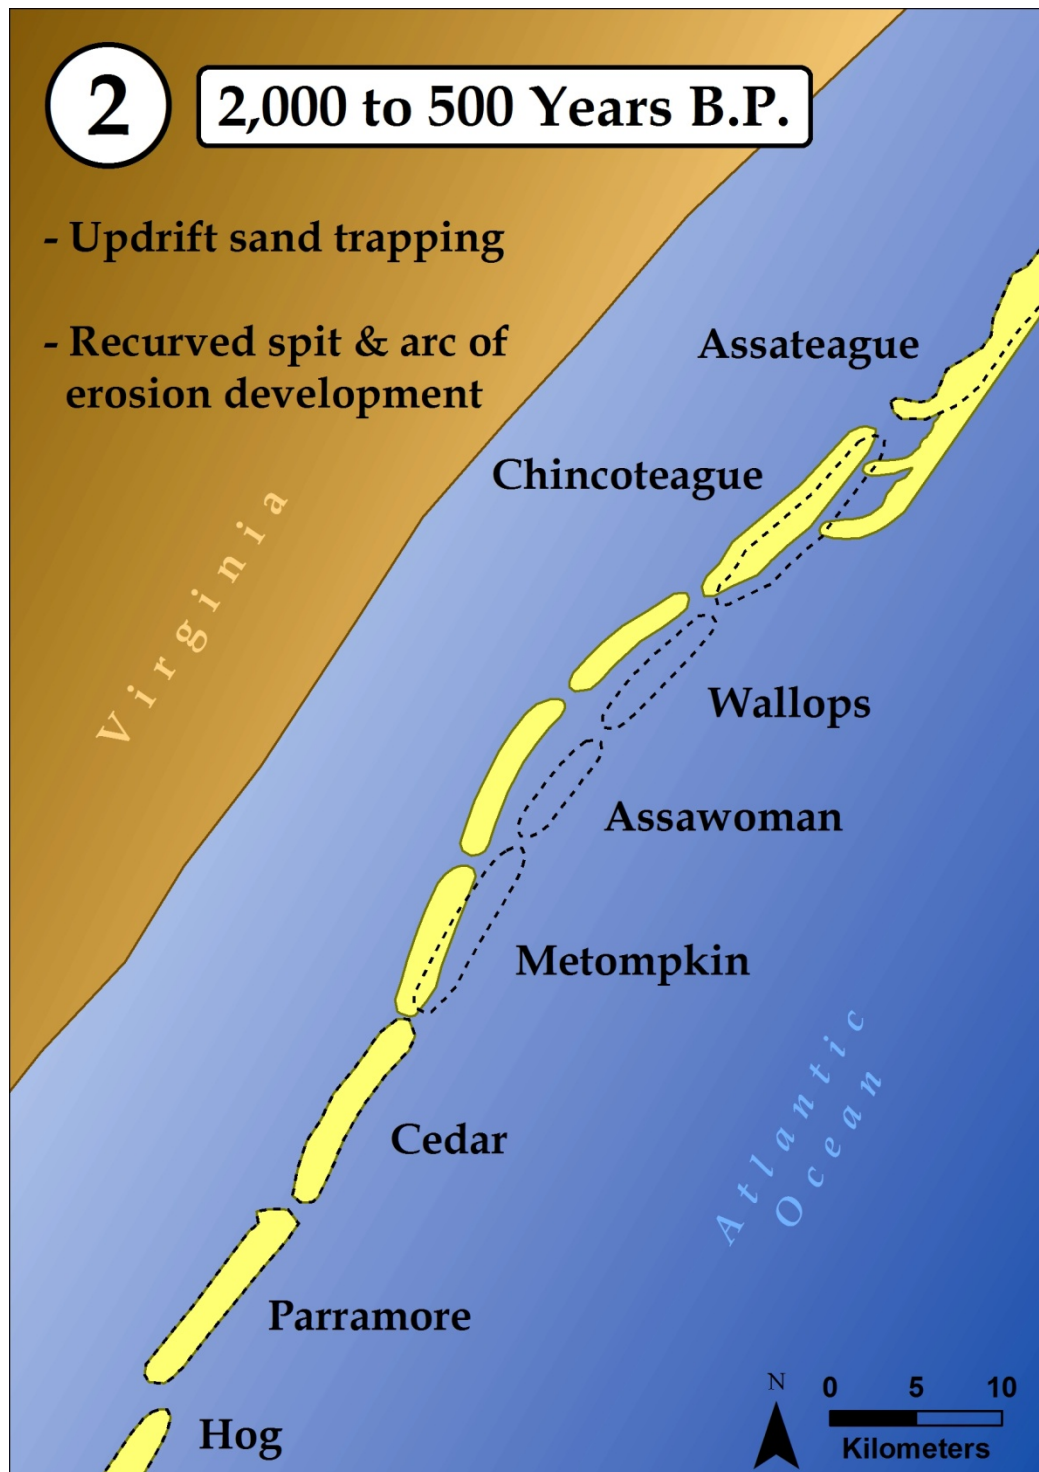 2
2,000 to 500 Years B.P.
- Updrift sand trapping
- Recurved spit & arc of
erosion development
Assateague
Chincoteague
Virginia
Wallops
Assawoman
Metompkin
Atlantic
Ocean
Cedar
Parramore
Hog
N
0 5 10
Kilometers